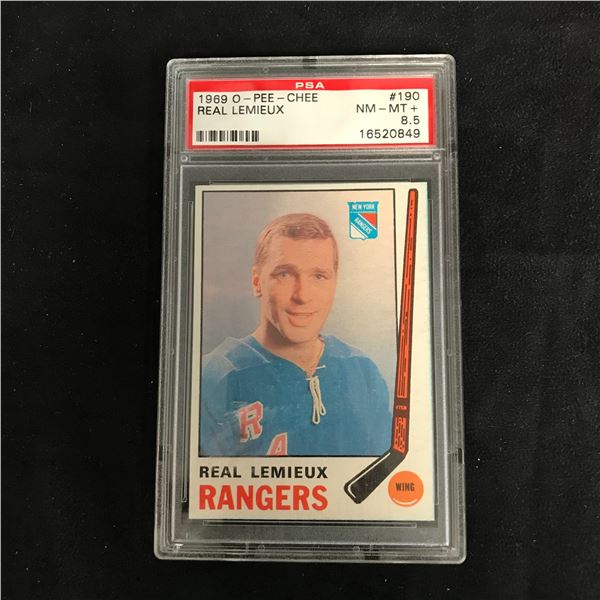 PSA
1969 O-PEE-CHEE #190
REAL LEMIEUX NM-MT+
8.5
16520849
NEW YORK
RANGERS
REAL LEMIEUX
RANGERS
WING